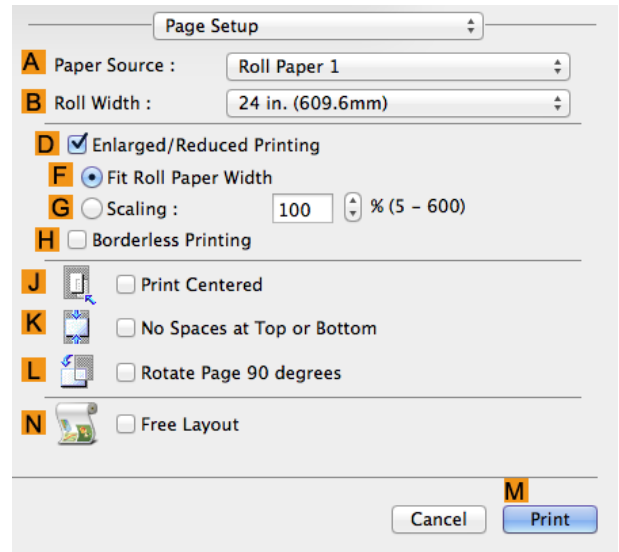 Page Setup
A Paper Source : Roll Paper 1
B Roll Width : 24 in. (609.6mm)
D Enlarged/Reduced Printing
F Fit Roll Paper Width
G Scaling : 100 % (5 – 600)
H Borderless Printing
J Print Centered
K No Spaces at Top or Bottom
L Rotate Page 90 degrees
N Free Layout
M
Cancel Print